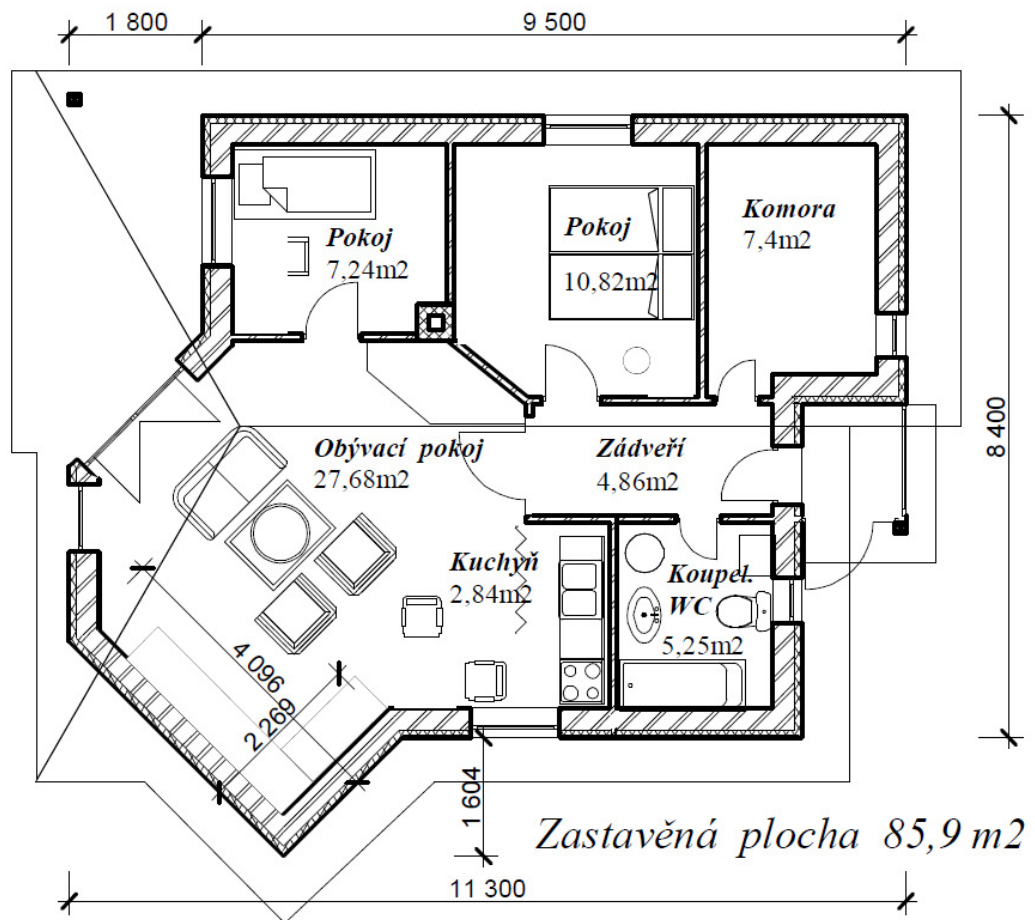 1 800
9 500
Pokoj
7,24m2
Pokoj
10,82m2
Komora
7,4m2
8 400
Obývací pokoj
27,68m2
Zádveří
4,86m2
Kuchyň
2,84m2
Koupel.
WC
5,25m2
4 096
2 269
1 604
Zastavěná plocha 85,9 m2
11 300